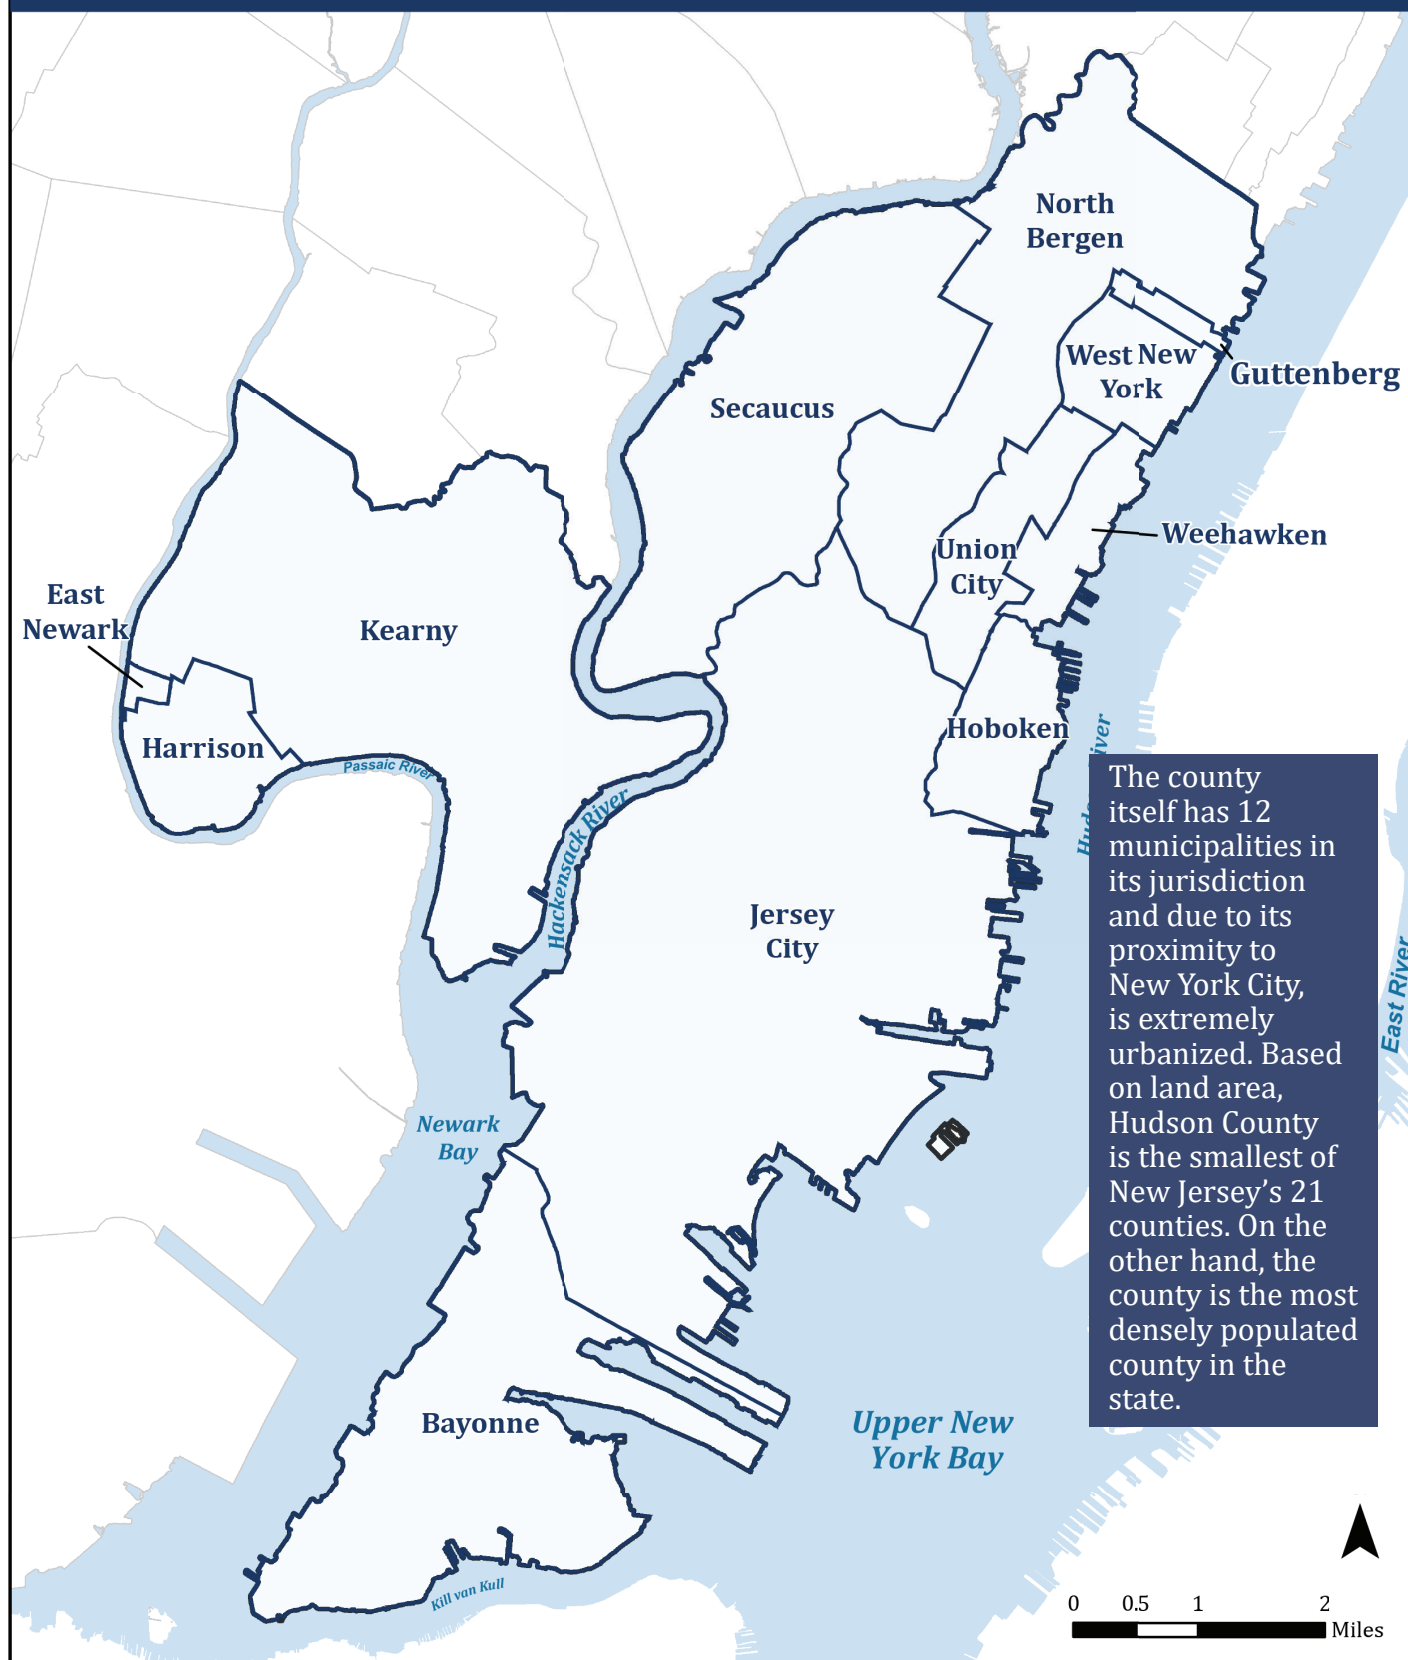 North
Bergen
West New
York
Guttenberg
Secaucus
Union
City
Weehawken
East
Newark
Kearny
Harrison
Hoboken
Passaic River
Hackensack River
Hudson River
The county
itself has 12
municipalities in
its jurisdiction
and due to its
proximity to
New York City,
is extremely
urbanized. Based
on land area,
Hudson County
is the smallest of
New Jersey’s 21
counties. On the
other hand, the
county is the most
densely populated
county in the
state.
Jersey
City
East River
Newark
Bay
Bayonne
Upper New
York Bay
Kill van Kull
0 0.5 1 2
Miles